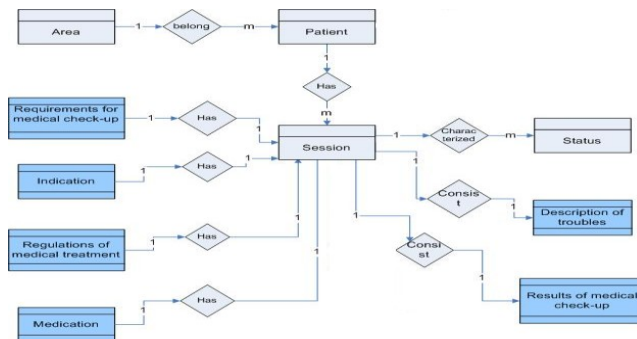 Area
1
belong
m
Patient
1
Has
m
Requirements for
medical check-up
1
Has
1
Session
1
Charac
terized
m
Status
Indication
1
Has
1
Consis
t
1
1
Description of
troubles
Regulations of
medical treatment
1
Has
1
1
Consi
st
1
1
Results of medical
check-up
Medication
1
Has
1